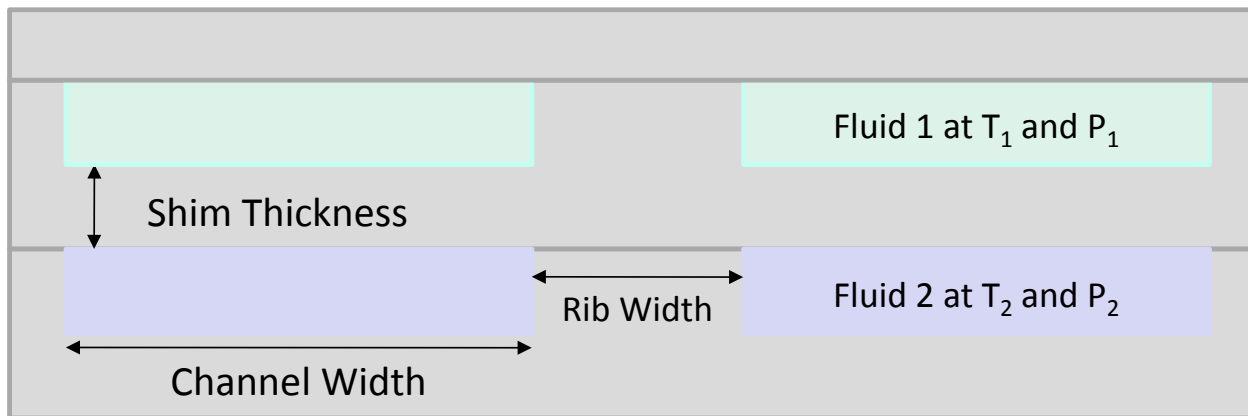 Fluid 1 at T₁ and P₁
Shim Thickness
Fluid 2 at T₂ and P₂
Rib Width
Channel Width